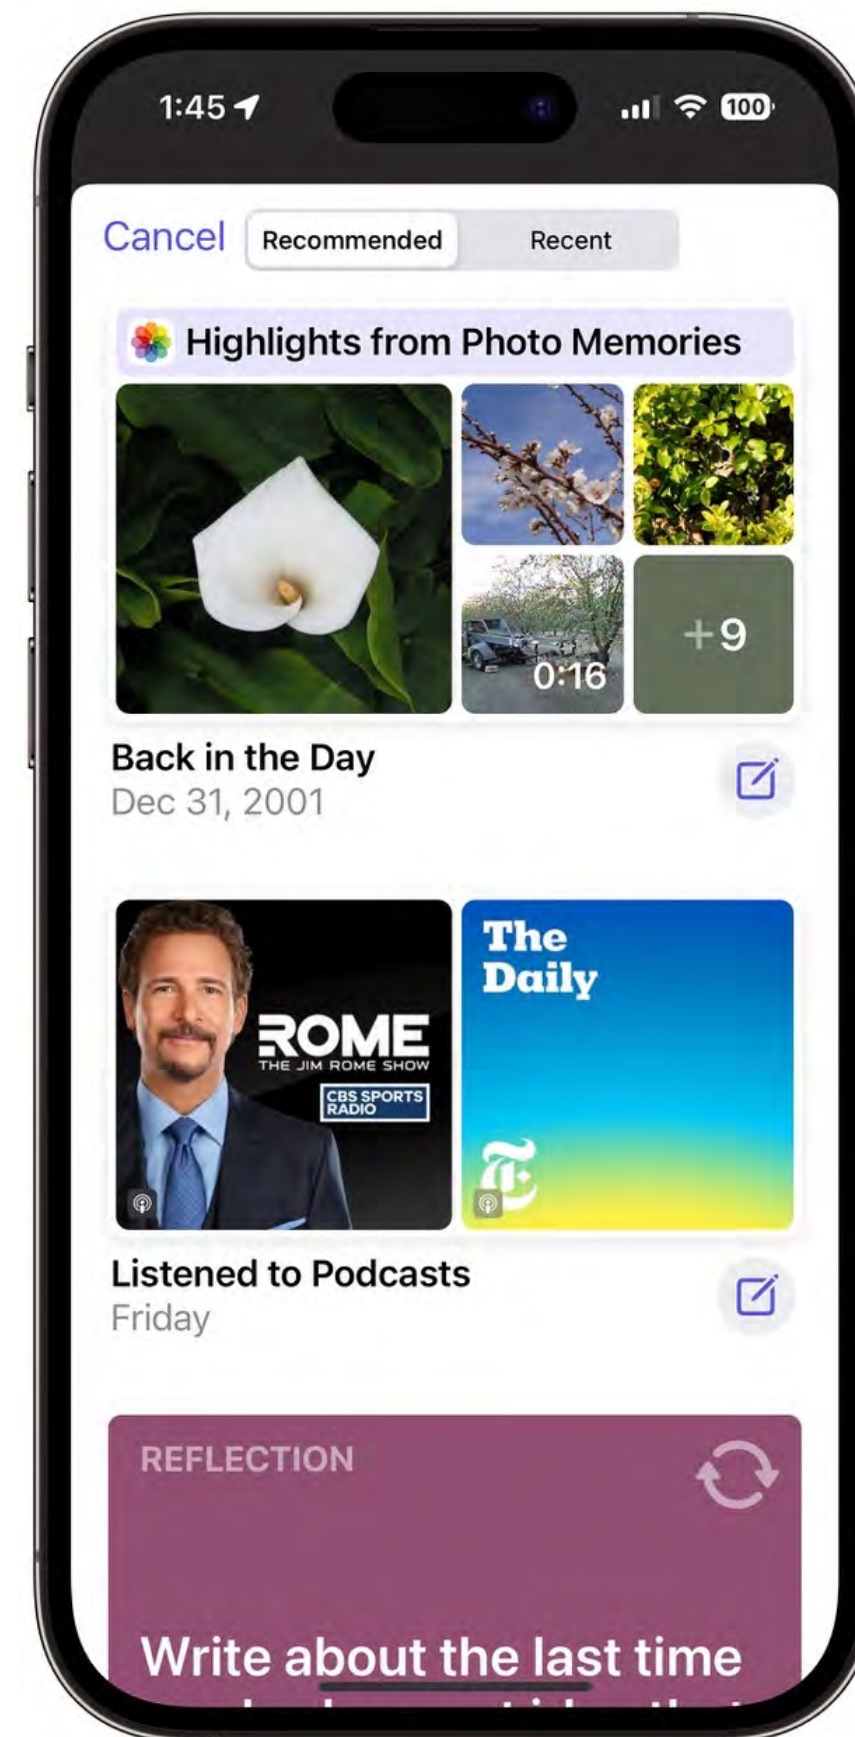 1:45
100
Cancel
Recommended
Recent
Highlights from Photo Memories
0:16
+9
Back in the Day
Dec 31, 2001
ROME
THE JIM ROME SHOW
CBS SPORTS
RADIO
The
Daily
T
Listened to Podcasts
Friday
REFLECTION
Write about the last time